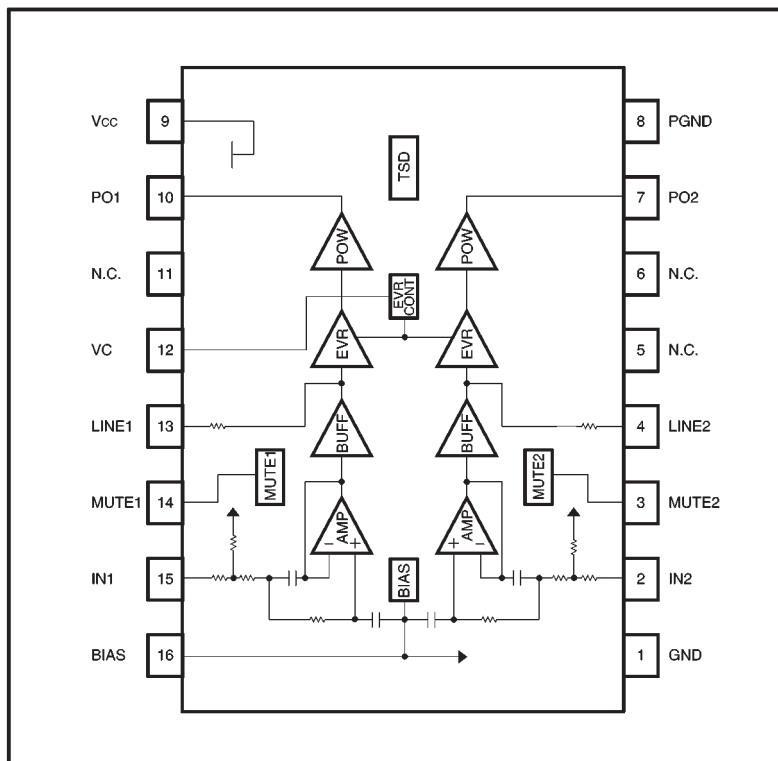 Vcc 9
8 PGND
TSD
PO1 10
7 PO2
POW
POW
N.C. 11
6 N.C.
EVR
CONT
VC 12
EVR
EVR
5 N.C.
LINE1 13
BUFF
BUFF
4 LINE2
MUTE1
MUTE2
MUTE1 14
3 MUTE2
AMP
− +
AMP
+ −
IN1 15
2 IN2
BIAS
BIAS 16
1 GND